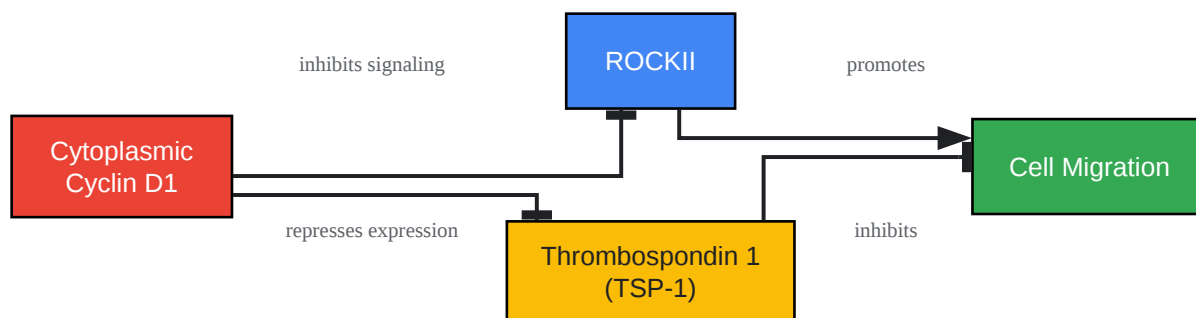 ROCKII
inhibits signaling
promotes
Cytoplasmic
Cyclin D1
Cell Migration
represses expression
inhibits
Thrombospondin 1
(TSP-1)